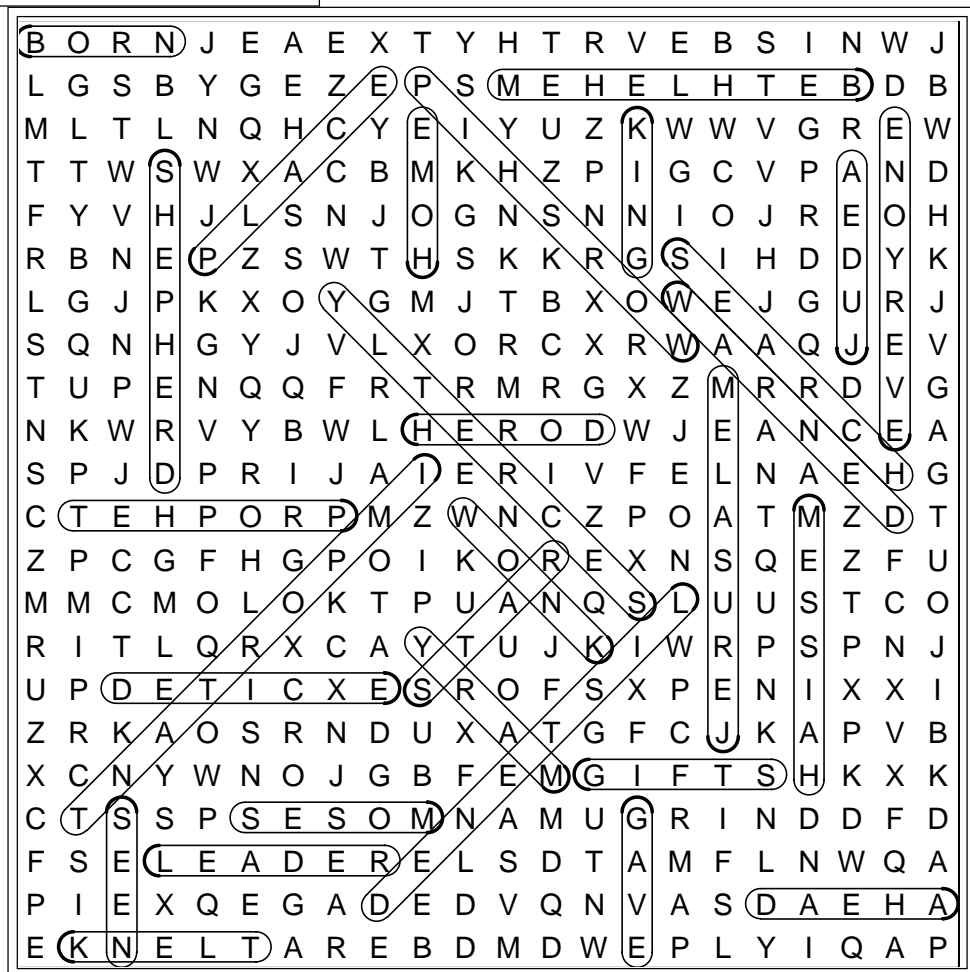 B O R N J E A E X T Y H T R V E B S I N W J
L G S B Y G E Z E P S M E H E L H T E B D B
M L T L N Q H C Y E I Y U Z K W W V G R E W
T T W S W X A C B M K H Z P I G C V P A N D
F Y V H J L S N J O G N S N N I O J R E O H
R B N E P Z S W T H S K K R G S I H D D Y K
L G J P K X O Y G M J T B X O W E J G U R J
S Q N H G Y J V L X O R C X R W A A Q J E V
T U P E N Q Q F R T R M R G X Z M R R D V G
N K W R V Y B W L H E R O D W J E A N C E A
S P J D P R I J A I E R I V F E L N A E H G
C T E H P O R P M Z W N C Z P O A T M Z D T
Z P C G F H G P O I K O R E X N S Q E Z F U
M M C M O L O K T P U A N Q S L U U S T C O
R I T L Q R X C A Y T U J K I W R P S P N J
U P D E T I C X E S R O F S X P E N I X X I
Z R K A O S R N D U X A T G F C J K A P V B
X C N Y W N O J G B F E M G I F T S H K X K
C T S S P S E S O M N A M U G R I N D D F D
F S E L E A D E R E L S D T A M F L N W Q A
P I E X Q E G A D E D V Q N V A S D A E H A
E K N E L T A R E B D M D W E P L Y I Q A P